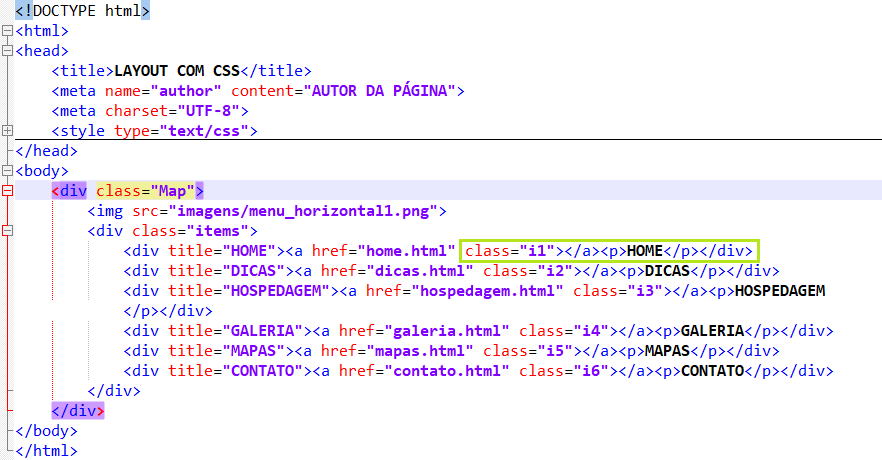 <!DOCTYPE html>
<html>
<head>
<title>LAYOUT COM CSS</title>
<meta name="author" content="AUTOR DA PÁGINA">
<meta charset="UTF-8">
<style type="text/css">
</head>
<body>
<div class="Map">
<img src="imagens/menu_horizontal1.png">
<div class="items">
<div title="HOME"><a href="home.html" class="i1"></a><p>HOME</p></div>
<div title="DICAS"><a href="dicas.html" class="i2"></a><p>DICAS</p></div>
<div title="HOSPEDAGEM"><a href="hospedagem.html" class="i3"></a><p>HOSPEDAGEM
</p></div>
<div title="GALERIA"><a href="galeria.html" class="i4"></a><p>GALERIA</p></div>
<div title="MAPAS"><a href="mapas.html" class="i5"></a><p>MAPAS</p></div>
<div title="CONTATO"><a href="contato.html" class="i6"></a><p>CONTATO</p></div>
</div>
</div>
</body>
</html>